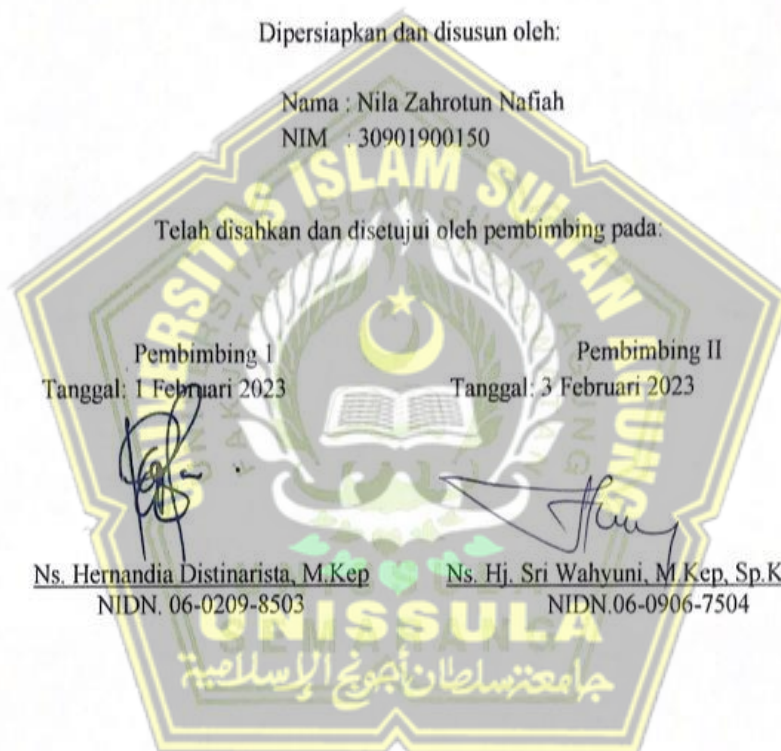 Dipersiapkan dan disusun oleh:
Nama : Nila Zahrotun Nafiah
NIM : 30901900150
Telah disahkan dan disetujui oleh pembimbing pada:
Pembimbing I
Tanggal: 1 Februari 2023
Pembimbing II
Tanggal: 3 Februari 2023
Ns. Hernandia Distinarista, M.Kep
NIDN. 06-0209-8503
Ns. Hj. Sri Wahyuni, M.Kep, Sp.K
NIDN.06-0906-7504
UNIVERSITAS ISLAM SULTAN AGUNG
UNISSULA
SEMARANG
جامعة سلطان أجونج الإسلامية